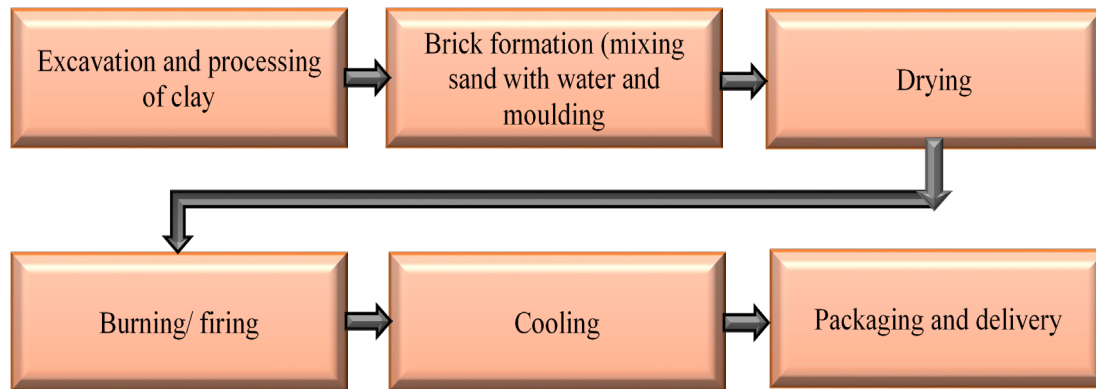 Excavation and processing
of clay
Brick formation (mixing
sand with water and
moulding
Drying
Burning/ firing
Cooling
Packaging and delivery